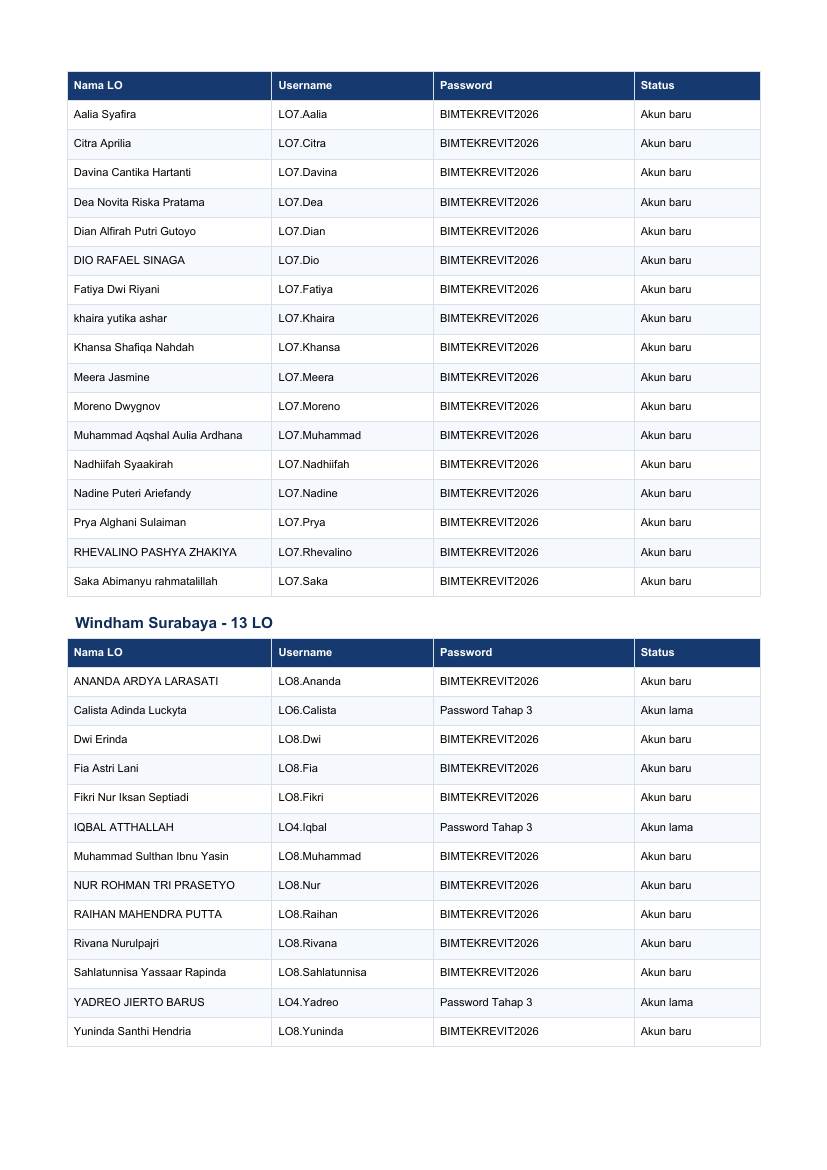 Nama LO Username Password Status
Aalia Syafira LO7.Aalia BIMTEKREVIT2026 Akun baru
Citra Aprilia LO7.Citra BIMTEKREVIT2026 Akun baru
Davina Cantika Hartanti LO7.Davina BIMTEKREVIT2026 Akun baru
Dea Novita Riska Pratama LO7.Dea BIMTEKREVIT2026 Akun baru
Dian Alfirah Putri Gutoyo LO7.Dian BIMTEKREVIT2026 Akun baru
DIO RAFAEL SINAGA LO7.Dio BIMTEKREVIT2026 Akun baru
Fatiya Dwi Riyani LO7.Fatiya BIMTEKREVIT2026 Akun baru
khaira yutika ashar LO7.Khaira BIMTEKREVIT2026 Akun baru
Khansa Shafiqa Nahdah LO7.Khansa BIMTEKREVIT2026 Akun baru
Meera Jasmine LO7.Meera BIMTEKREVIT2026 Akun baru
Moreno Dwygnov LO7.Moreno BIMTEKREVIT2026 Akun baru
Muhammad Aqshal Aulia Ardhana LO7.Muhammad BIMTEKREVIT2026 Akun baru
Nadhiifah Syaakirah LO7.Nadhiifah BIMTEKREVIT2026 Akun baru
Nadine Puteri Ariefandy LO7.Nadine BIMTEKREVIT2026 Akun baru
Prya Alghani Sulaiman LO7.Prya BIMTEKREVIT2026 Akun baru
RHEVALINO PASHYA ZHAKIYA LO7.Rhevalino BIMTEKREVIT2026 Akun baru
Saka Abimanyu rahmatalillah LO7.Saka BIMTEKREVIT2026 Akun baru
Windham Surabaya - 13 LO
Nama LO Username Password Status
ANANDA ARDYA LARASATI LO8.Ananda BIMTEKREVIT2026 Akun baru
Calista Adinda Luckyta LO6.Calista Password Tahap 3 Akun lama
Dwi Erinda LO8.Dwi BIMTEKREVIT2026 Akun baru
Fia Astri Lani LO8.Fia BIMTEKREVIT2026 Akun baru
Fikri Nur Iksan Septiadi LO8.Fikri BIMTEKREVIT2026 Akun baru
IQBAL ATTHALLAH LO4.Iqbal Password Tahap 3 Akun lama
Muhammad Sulthan Ibnu Yasin LO8.Muhammad BIMTEKREVIT2026 Akun baru
NUR ROHMAN TRI PRASETYO LO8.Nur BIMTEKREVIT2026 Akun baru
RAIHAN MAHENDRA PUTTA LO8.Raihan BIMTEKREVIT2026 Akun baru
Rivana Nurulpajri LO8.Rivana BIMTEKREVIT2026 Akun baru
Sahlatunnisa Yassaar Rapinda LO8.Sahlatunnisa BIMTEKREVIT2026 Akun baru
YADREO JIERTO BARUS LO4.Yadreo Password Tahap 3 Akun lama
Yuninda Santhi Hendria LO8.Yuninda BIMTEKREVIT2026 Akun baru